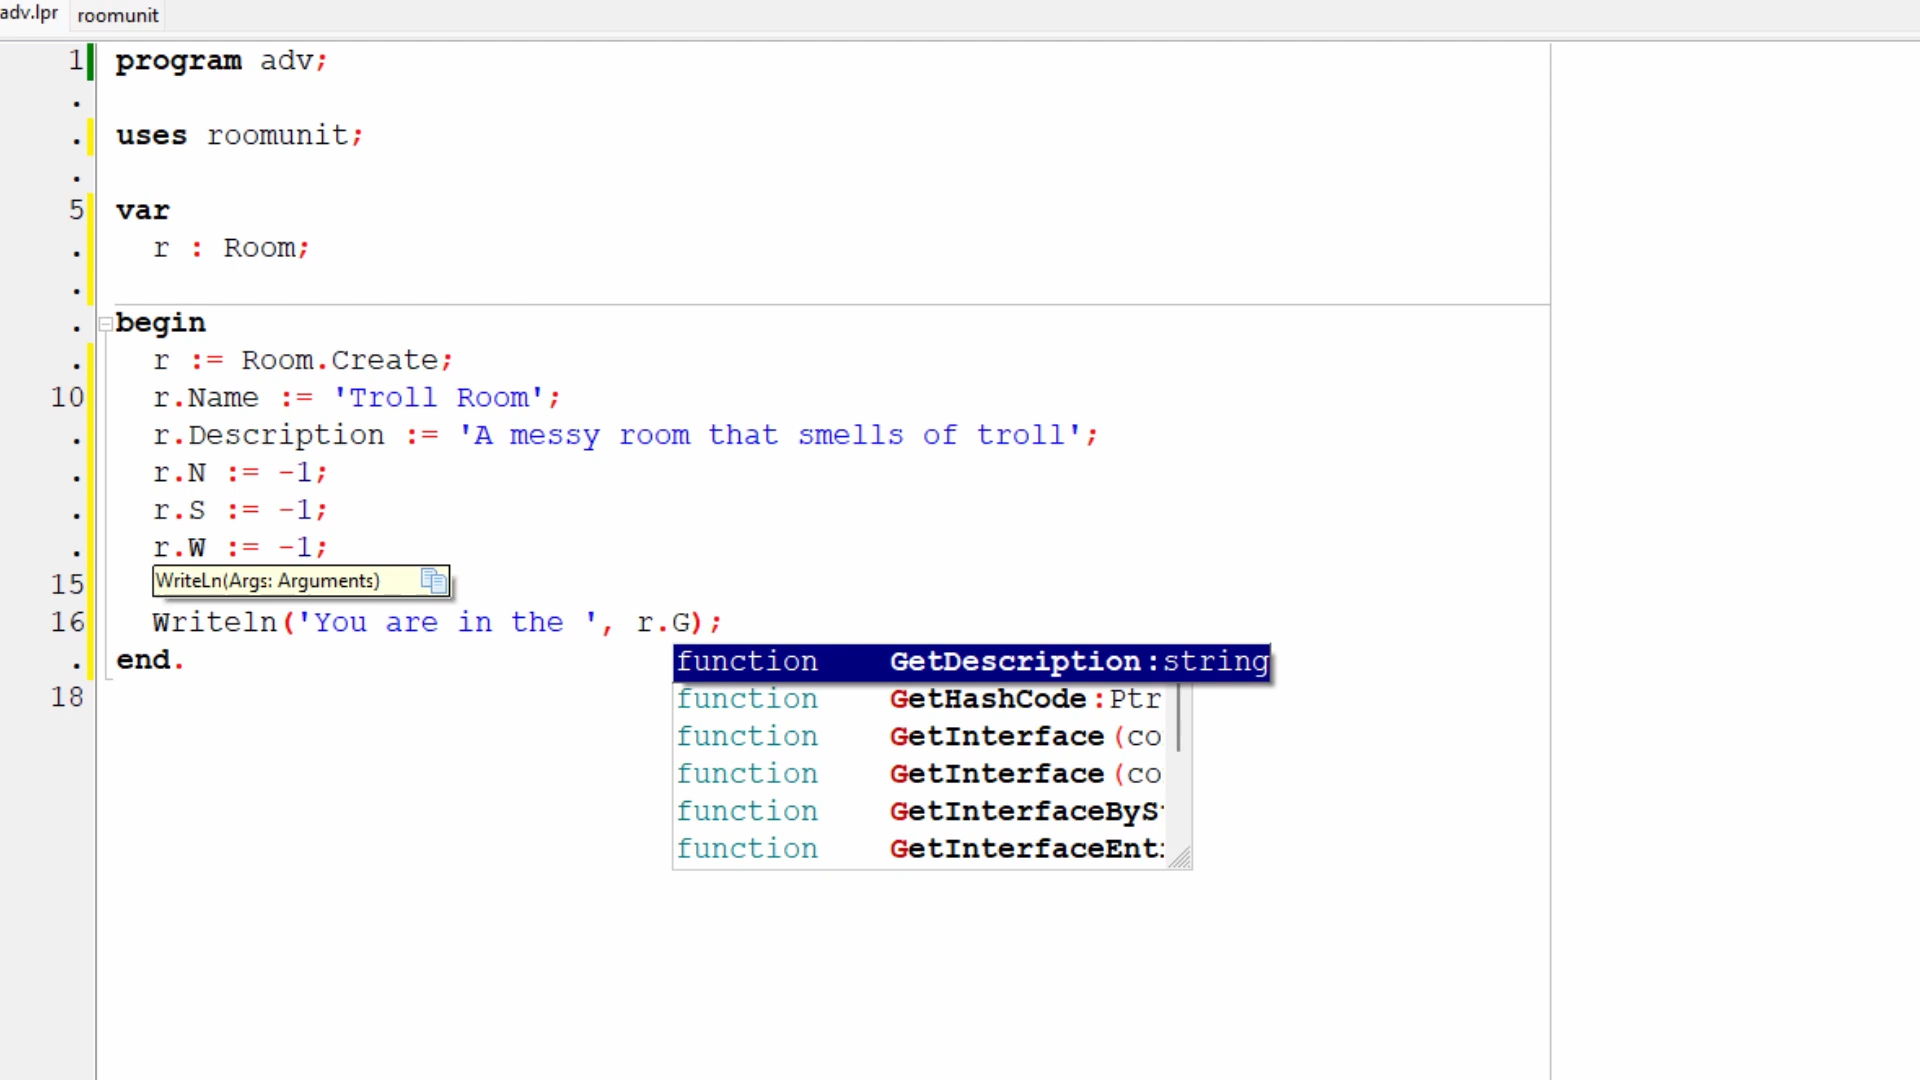 adv.lpr roomunit
1 program adv;
.
. uses roomunit;
.
5 var
. r : Room;
.
. begin
. r := Room.Create;
10 r.Name := 'Troll Room';
. r.Description := 'A messy room that smells of troll';
. r.N := -1;
. r.S := -1;
. r.W := -1;
15 WriteLn(Args: Arguments)
16 Writeln('You are in the ', r.G);
. end.
function GetDescription:string
18
function GetHashCode:Ptr
function GetInterface(co
function GetInterface(co
function GetInterfaceByS
function GetInterfaceEnt